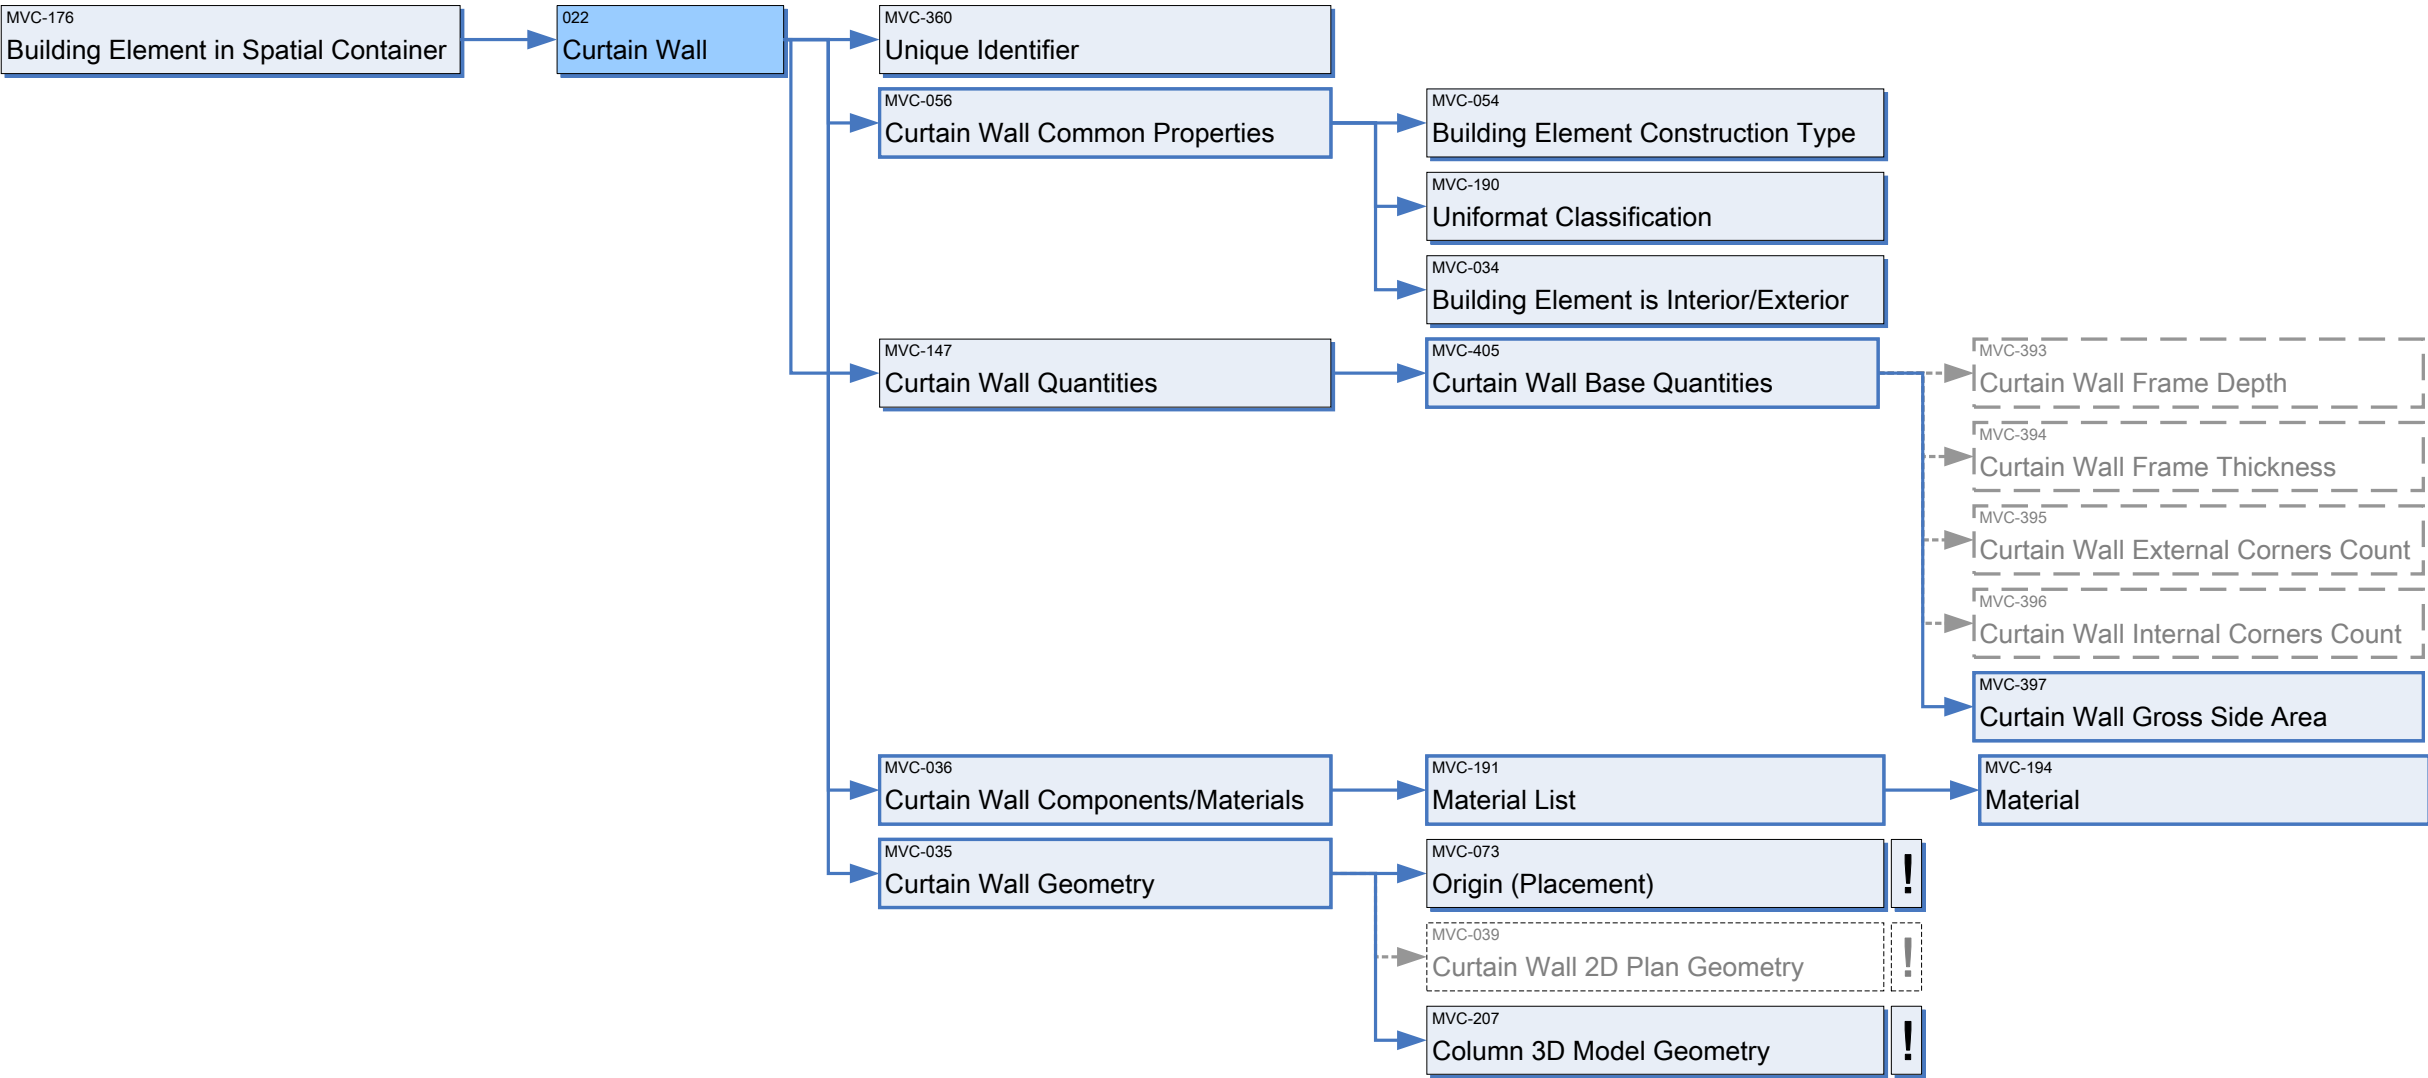 MVC-176
Building Element in Spatial Container
022
Curtain Wall
MVC-360
Unique Identifier
MVC-056
Curtain Wall Common Properties
MVC-054
Building Element Construction Type
MVC-190
Uniformat Classification
MVC-034
Building Element is Interior/Exterior
MVC-147
Curtain Wall Quantities
MVC-405
Curtain Wall Base Quantities
MVC-393
Curtain Wall Frame Depth
MVC-394
Curtain Wall Frame Thickness
MVC-395
Curtain Wall External Corners Count
MVC-396
Curtain Wall Internal Corners Count
MVC-397
Curtain Wall Gross Side Area
MVC-036
Curtain Wall Components/Materials
MVC-191
Material List
MVC-194
Material
MVC-035
Curtain Wall Geometry
MVC-073
Origin (Placement)
!
MVC-039
Curtain Wall 2D Plan Geometry
!
MVC-207
Column 3D Model Geometry
!